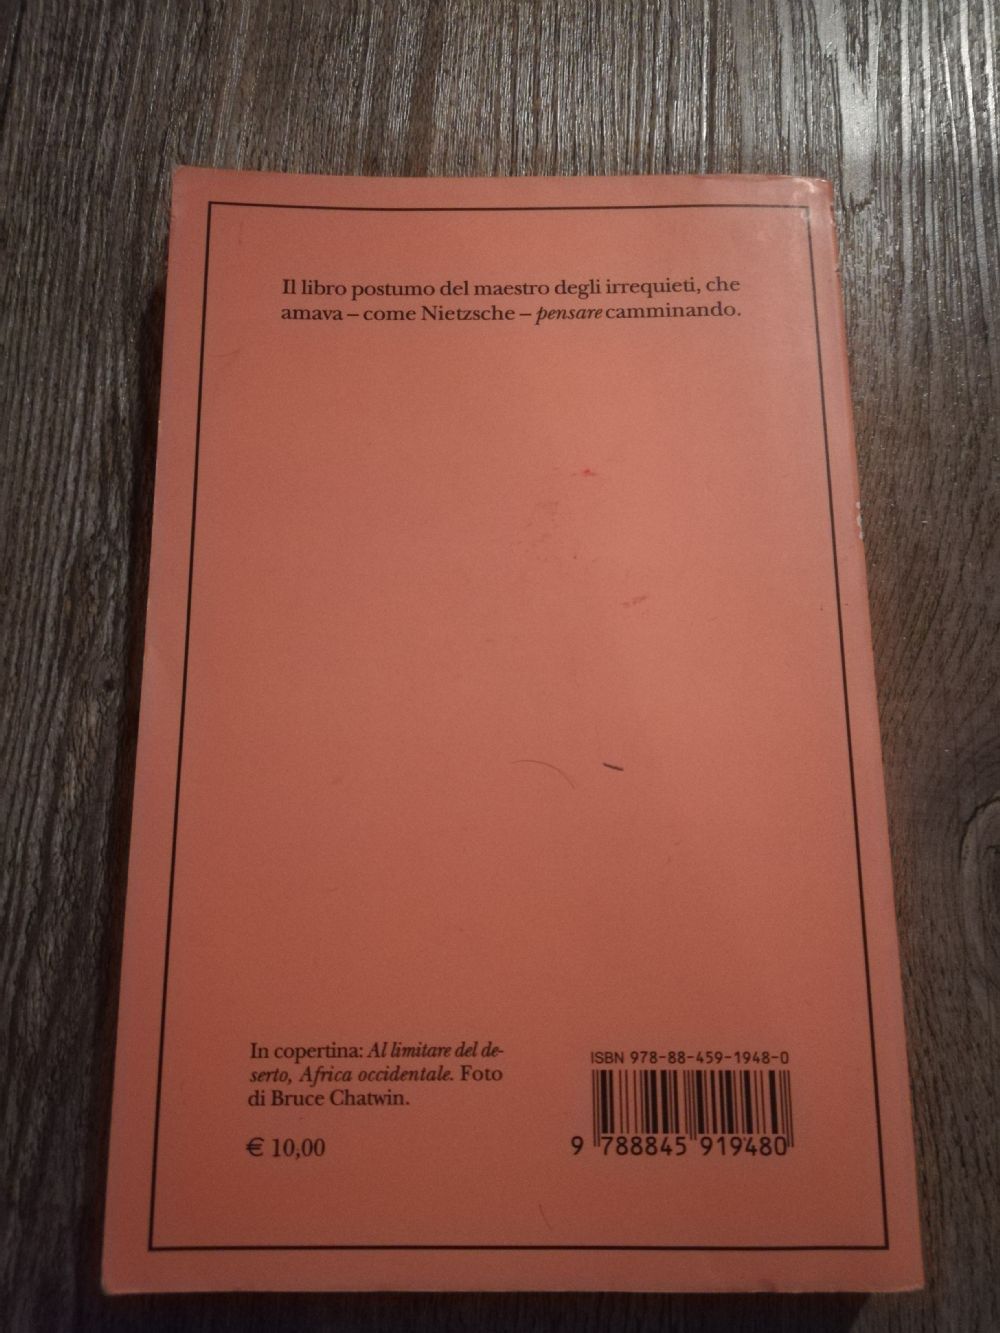 Il libro postumo del maestro degli irrequieti, che
amava – come Nietzsche – pensare camminando.
In copertina: Al limitare del de-
serto, Africa occidentale. Foto
di Bruce Chatwin.
€ 10,00
ISBN 978-88-459-1948-0
9 788845 919480